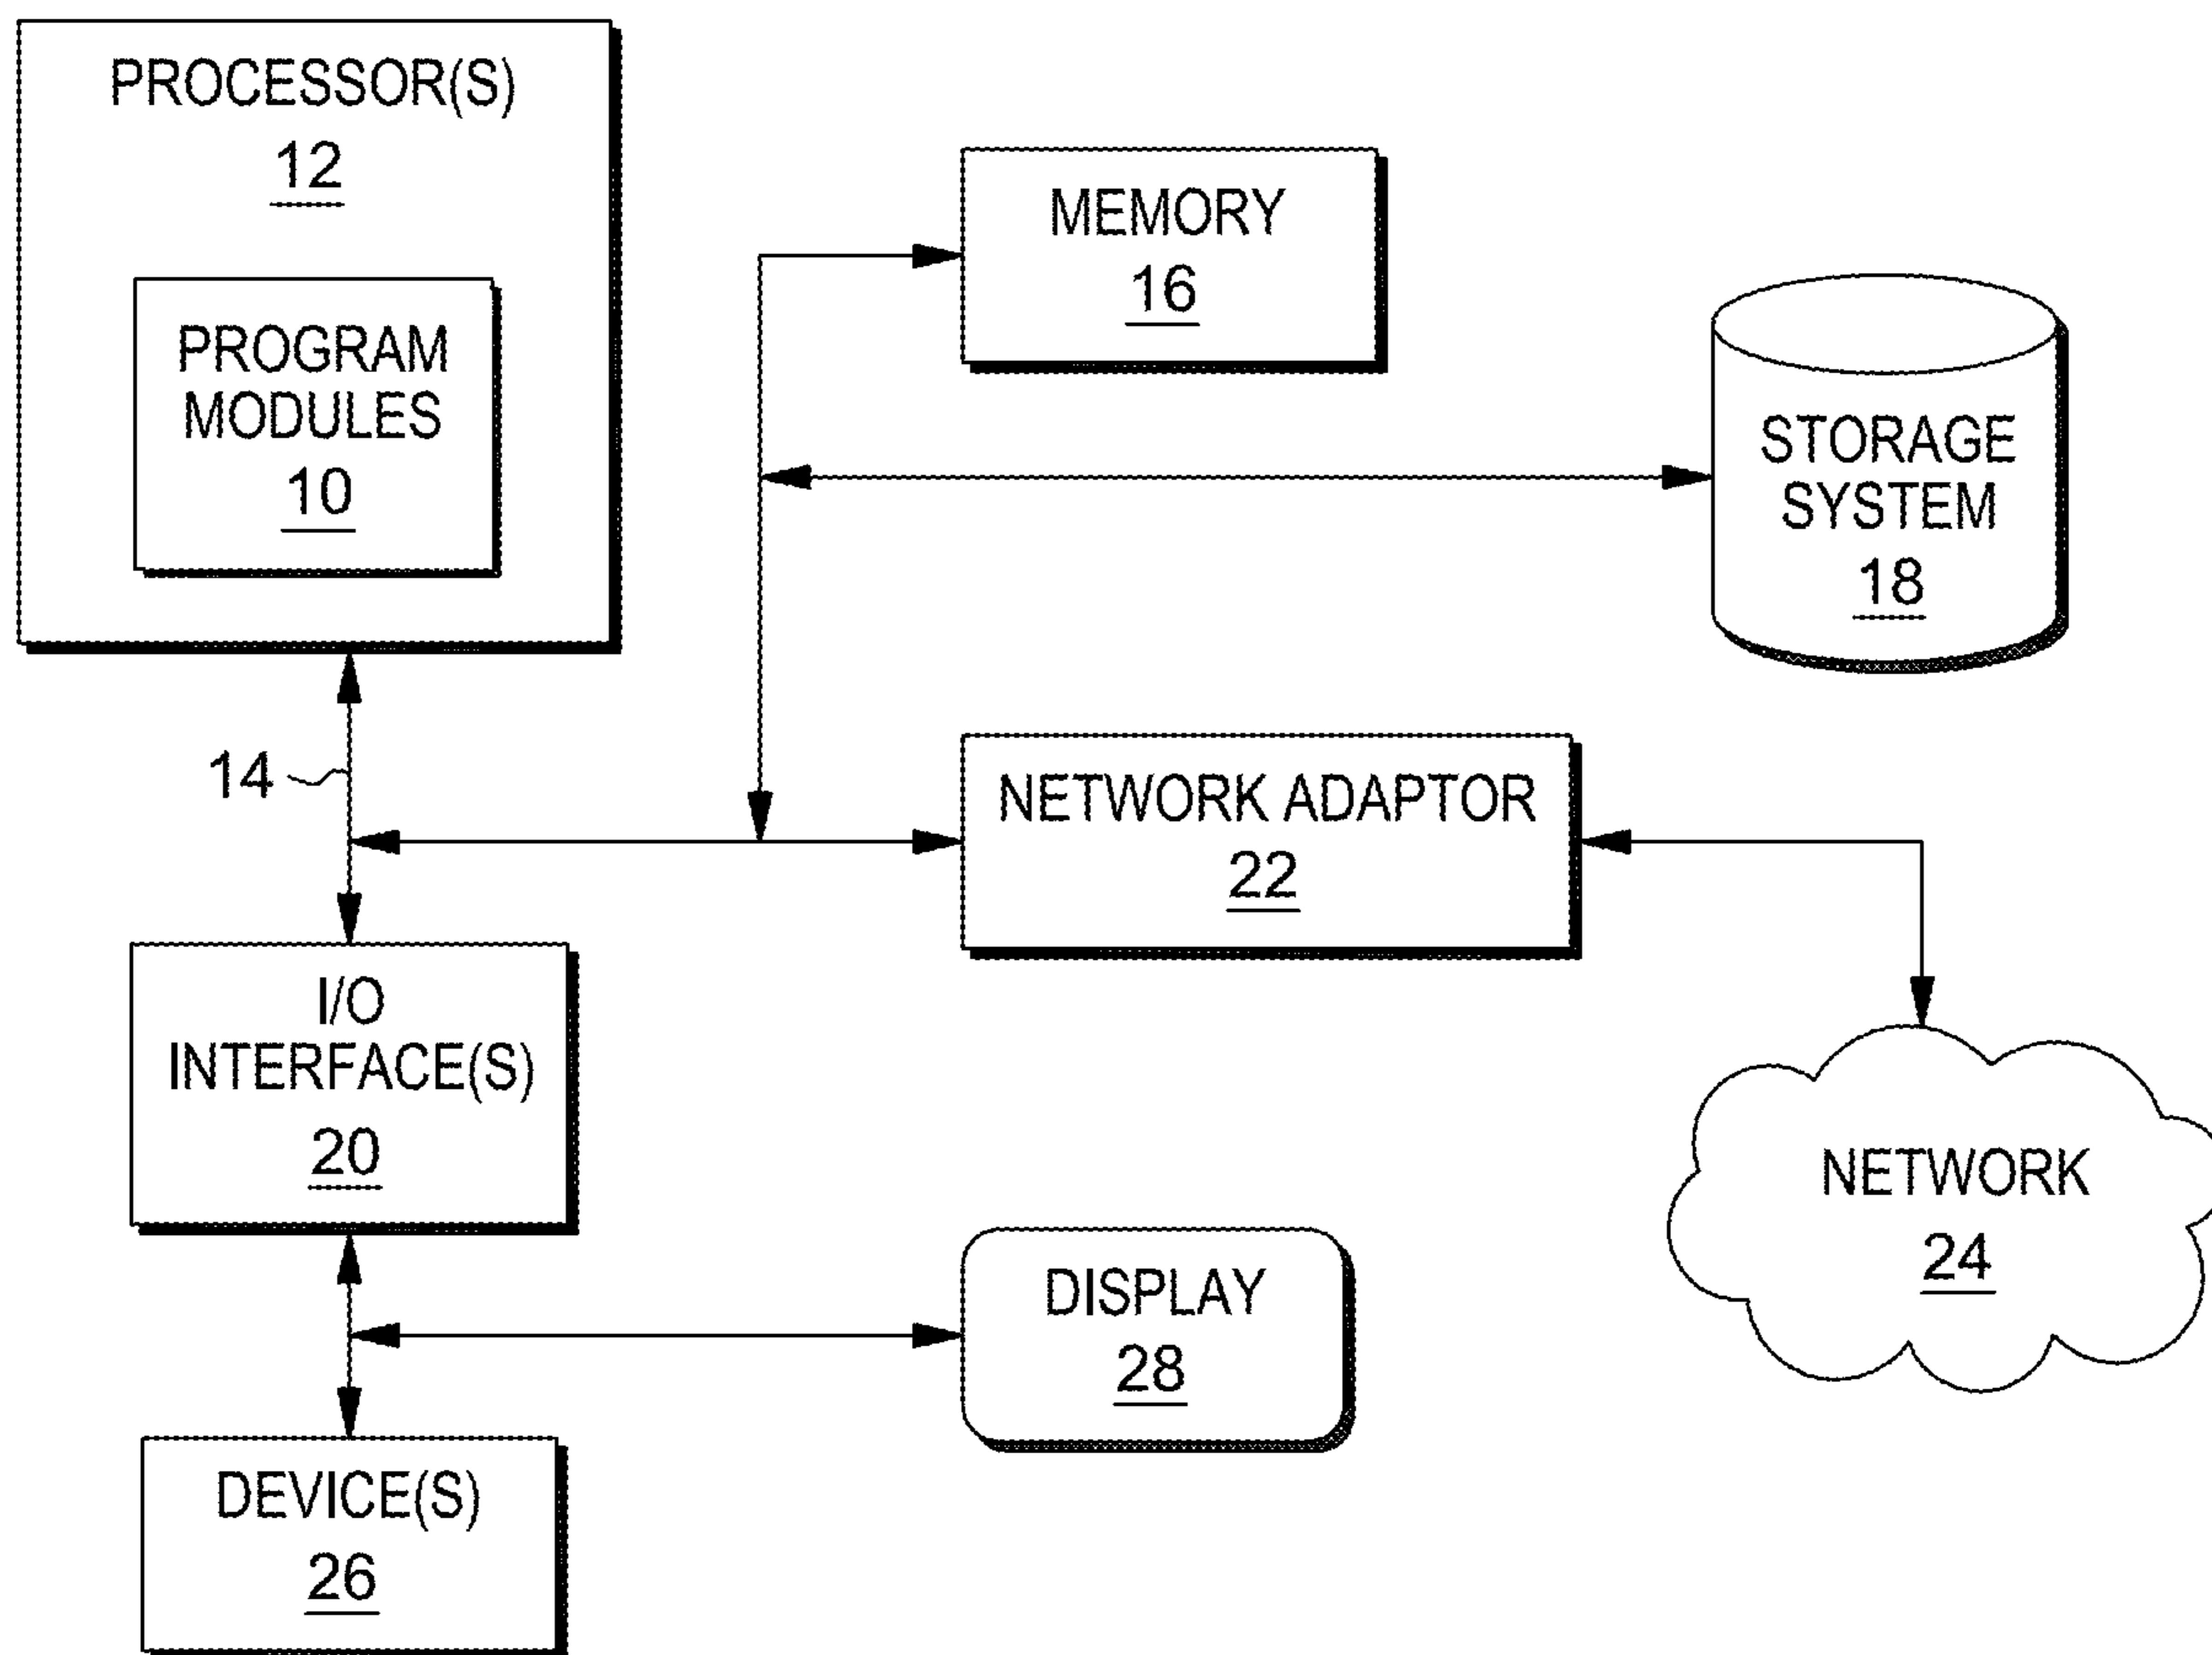 PROCESSOR(S)
12
PROGRAM
MODULES
10
MEMORY
16
STORAGE
SYSTEM
18
14
NETWORK ADAPTOR
22
I/O
INTERFACE(S)
20
NETWORK
24
DISPLAY
28
DEVICE(S)
26